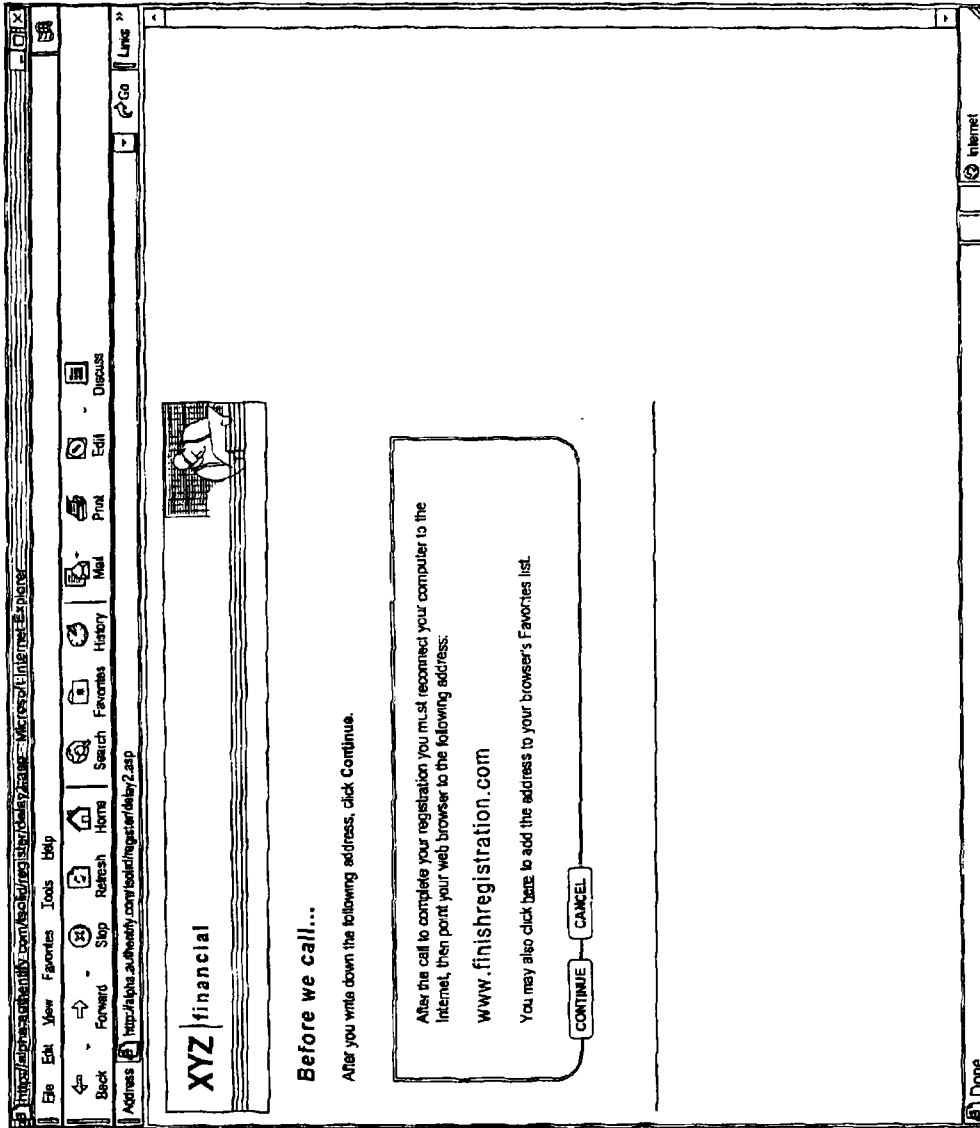 http://alpha.authentify.com/isolid/register/delay2.asp - Microsoft Internet Explorer
File Edit View Favorites Tools Help
Back Forward Stop Refresh Home Search Favorites History Mail Print Edit Discuss
Address http://alpha.authentify.com/isolid/register/delay2.asp Go Links »
XYZ financial
Before we call...
After you write down the following address, click Continue.
After the call to complete your registration you must reconnect your computer to the
Internet, then point your web browser to the following address:
www.finishregistration.com
You may also click here to add the address to your browser's Favorites list.
CONTINUE CANCEL
Done Internet